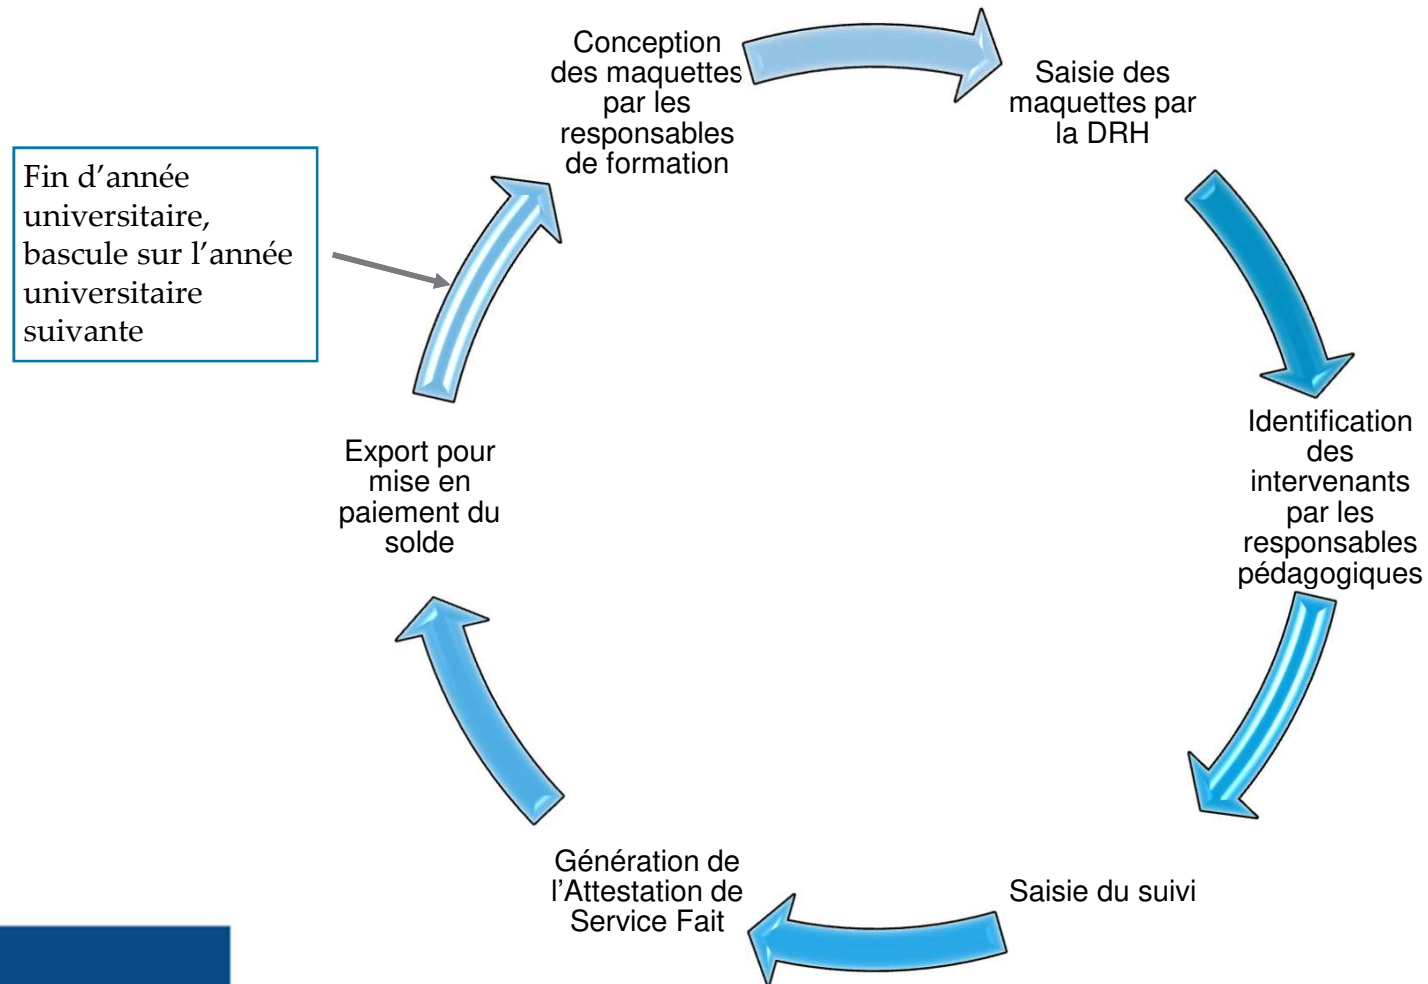 Conception
des maquettes
par les
responsables
de formation
Saisie des
maquettes par
la DRH
Fin d’année
universitaire,
bascule sur l’année
universitaire
suivante
Identification
des
intervenants
par les
responsables
pédagogiques
Export pour
mise en
paiement du
solde
Saisie du suivi
Génération de
l'Attestation de
Service Fait